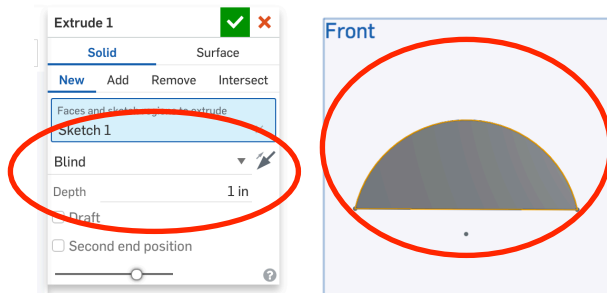 Extrude 1
Solid Surface
New Add Remove Intersect
Faces and sketch regions to extrude
Sketch 1
Blind
Depth 1 in
Draft
Second end position
Front